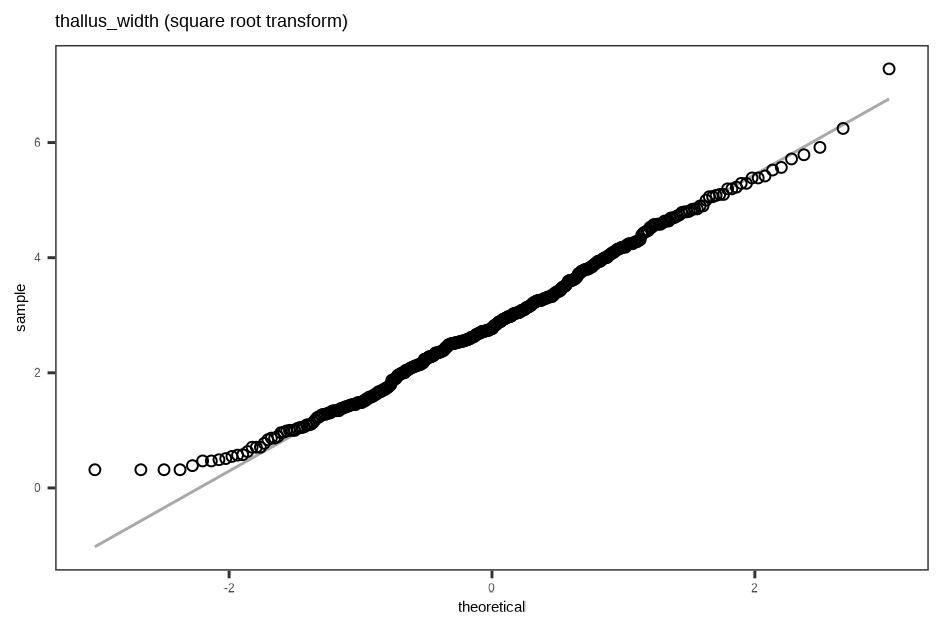 thallus_width (square root transform)
6
4
2
0
sample
-2
0
2
theoretical